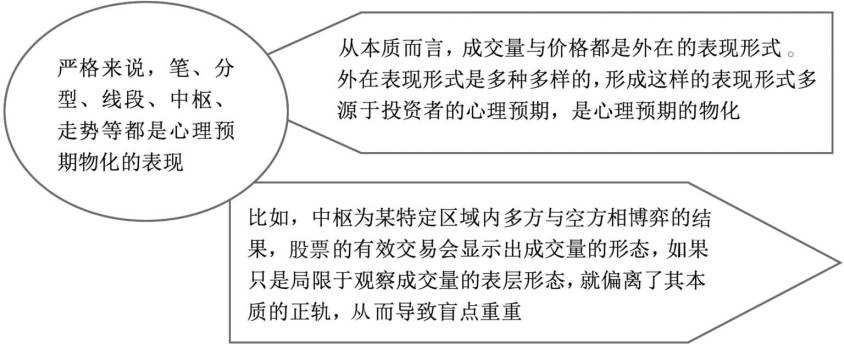 严格来说，笔、分
型、线段、中枢、
走势等都是心理预
期物化的表现
从本质而言，成交量与价格都是外在的表现形式。
外在表现形式是多种多样的，形成这样的表现形式多
源于投资者的心理预期，是心理预期的物化
比如，中枢为某特定区域内多方与空方相博弈的结
果，股票的有效交易会显示出成交量的形态，如果
只是局限于观察成交量的表层形态，就偏离了其本
质的正轨，从而导致盲点重重